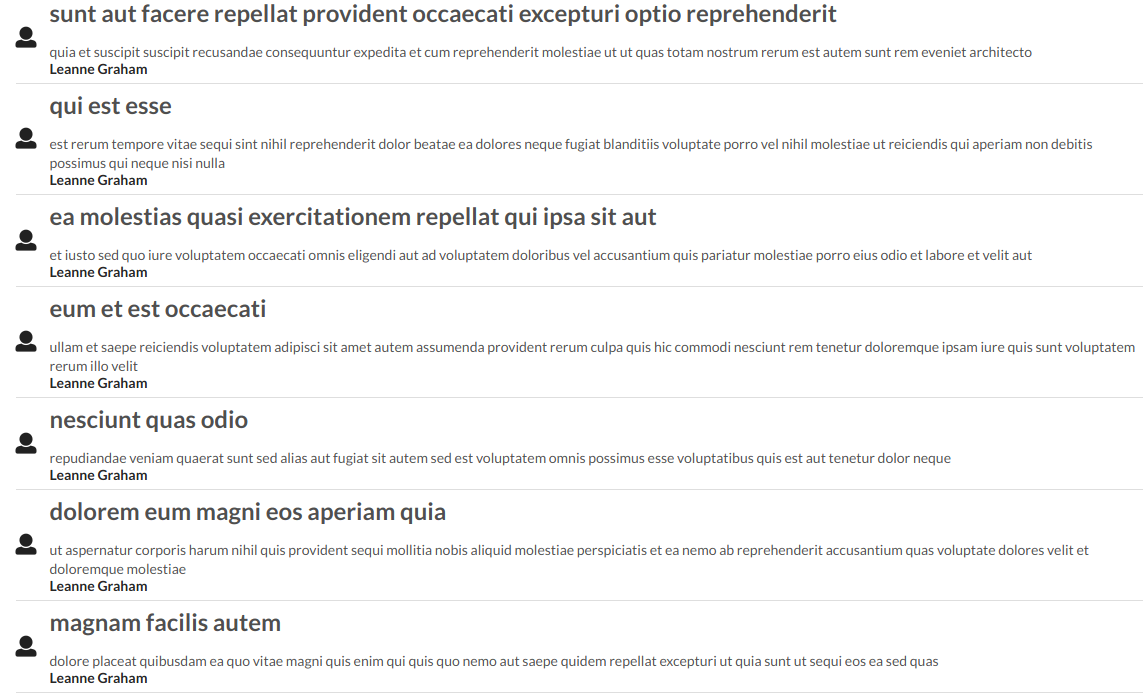 sunt aut facere repellat provident occaecati excepturi optio reprehenderit
quia et suscipit suscipit recusandae consequuntur expedita et cum reprehenderit molestiae ut ut quas totam nostrum rerum est autem sunt rem eveniet architecto
Leanne Graham
qui est esse
est rerum tempore vitae sequi sint nihil reprehenderit dolor beatae ea dolores neque fugiat blanditiis voluptate porro vel nihil molestiae ut reiciendis qui aperiam non debitis
possimus qui neque nisi nulla
Leanne Graham
ea molestias quasi exercitationem repellat qui ipsa sit aut
et iusto sed quo iure voluptatem occaecati omnis eligendi aut ad voluptatem doloribus vel accusantium quis pariatur molestiae porro eius odio et labore et velit aut
Leanne Graham
eum et est occaecati
ullam et saepe reiciendis voluptatem adipisci sit amet autem assumenda provident rerum culpa quis hic commodi nesciunt rem tenetur doloremque ipsam iure quis sunt voluptatem
rerum illo velit
Leanne Graham
nesciunt quas odio
repudiandae veniam quaerat sunt sed alias aut fugiat sit autem sed est voluptatem omnis possimus esse voluptatibus quis est aut tenetur dolor neque
Leanne Graham
dolorem eum magni eos aperiam quia
ut aspernatur corporis harum nihil quis provident sequi mollitia nobis aliquid molestiae perspiciatis et ea nemo ab reprehenderit accusantium quas voluptate dolores velit et
doloremque molestiae
Leanne Graham
magnam facilis autem
dolore placeat quibusdam ea quo vitae magni quis enim qui quis quo nemo aut saepe quidem repellat excepturi ut quia sunt ut sequi eos ea sed quas
Leanne Graham